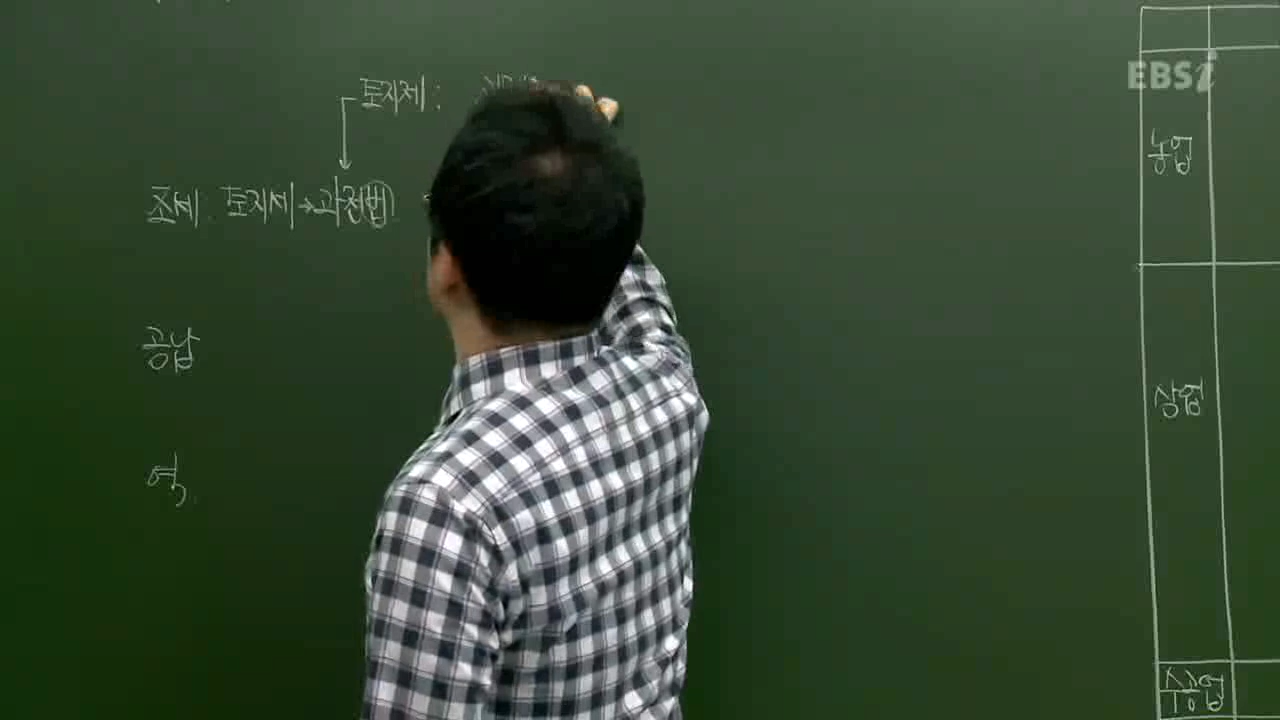 토지제 :
조세 : 토지세 → 과전법
공납
역.
EBSi
농업
상업
수공업